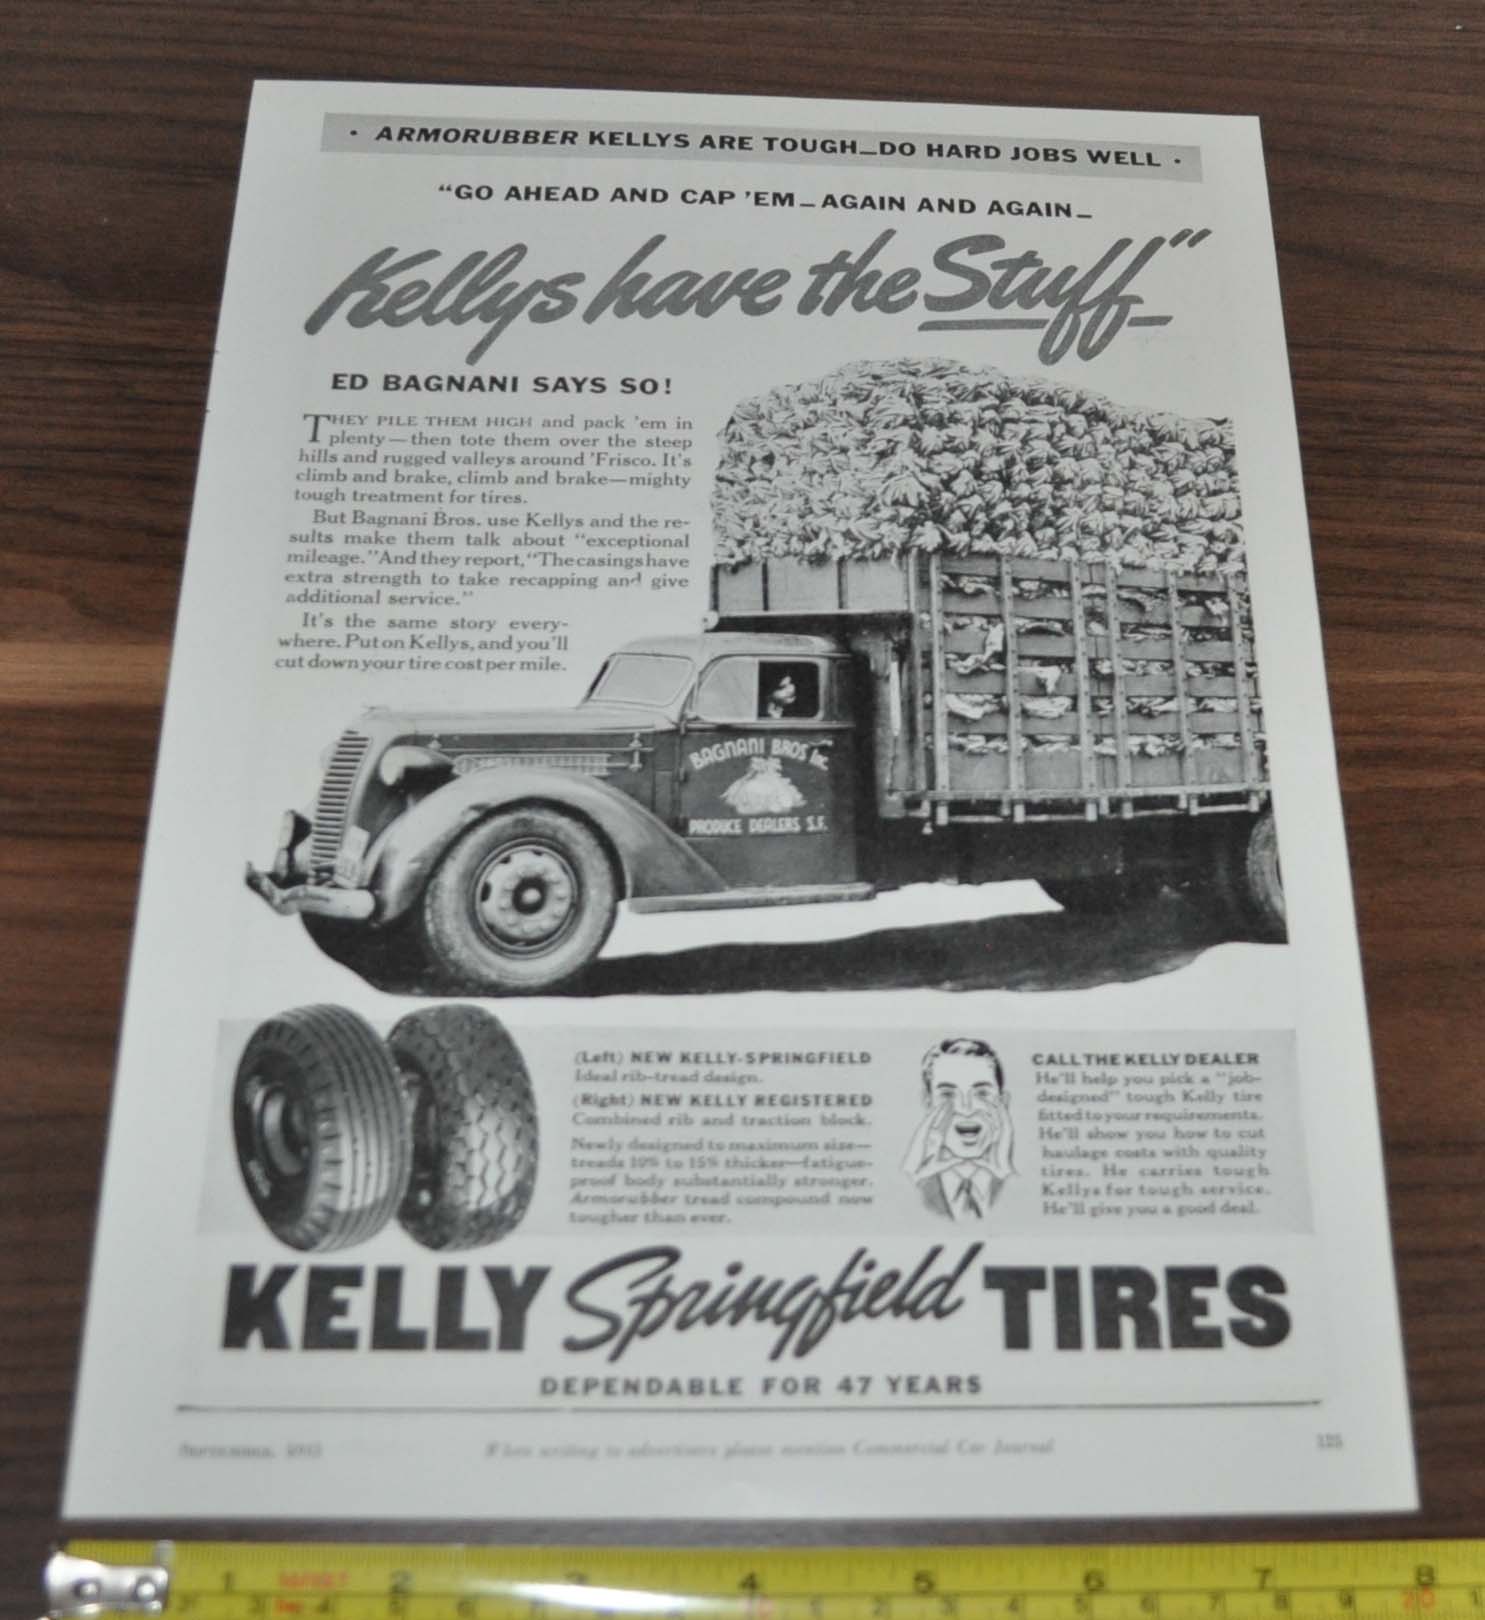 • ARMORUBBER KELLYS ARE TOUGH—DO HARD JOBS WELL •
"GO AHEAD AND CAP 'EM—AGAIN AND AGAIN—
Kellys have the Stuff"
ED BAGNANI SAYS SO!
THEY PILE THEM HIGH and pack 'em in
plenty—then tote them over the steep
hills and rugged valleys around 'Frisco. It's
climb and brake, climb and brake—mighty
tough treatment for tires.
But Bagnani Bros. use Kellys and the re-
sults make them talk about "exceptional
mileage." And they report, "The casings have
extra strength to take recapping and give
additional service."
It's the same story every-
where. Put on Kellys, and you'll
cut down your tire cost per mile.
BAGNANI BROS. INC.
PRODUCE DEALERS S.F.
(Left) NEW KELLY-SPRINGFIELD
Ideal rib-tread design.
(Right) NEW KELLY REGISTERED
Combined rib and traction block.
Newly designed to maximum size—
treads 10% to 15% thicker—fatigue-
proof body substantially stronger.
Armorubber tread compound now
tougher than ever.
CALL THE KELLY DEALER
He'll help you pick a "job-
designed" tough Kelly tire
fitted to your requirements.
He'll show you how to cut
haulage costs with quality
tires. He carries tough
Kellys for tough service.
He'll give you a good deal.
KELLY Springfield TIRES
DEPENDABLE FOR 47 YEARS
September,
When writing to advertisers please mention Commercial Car Journal
125
1 2 3 4 5 6 7 8